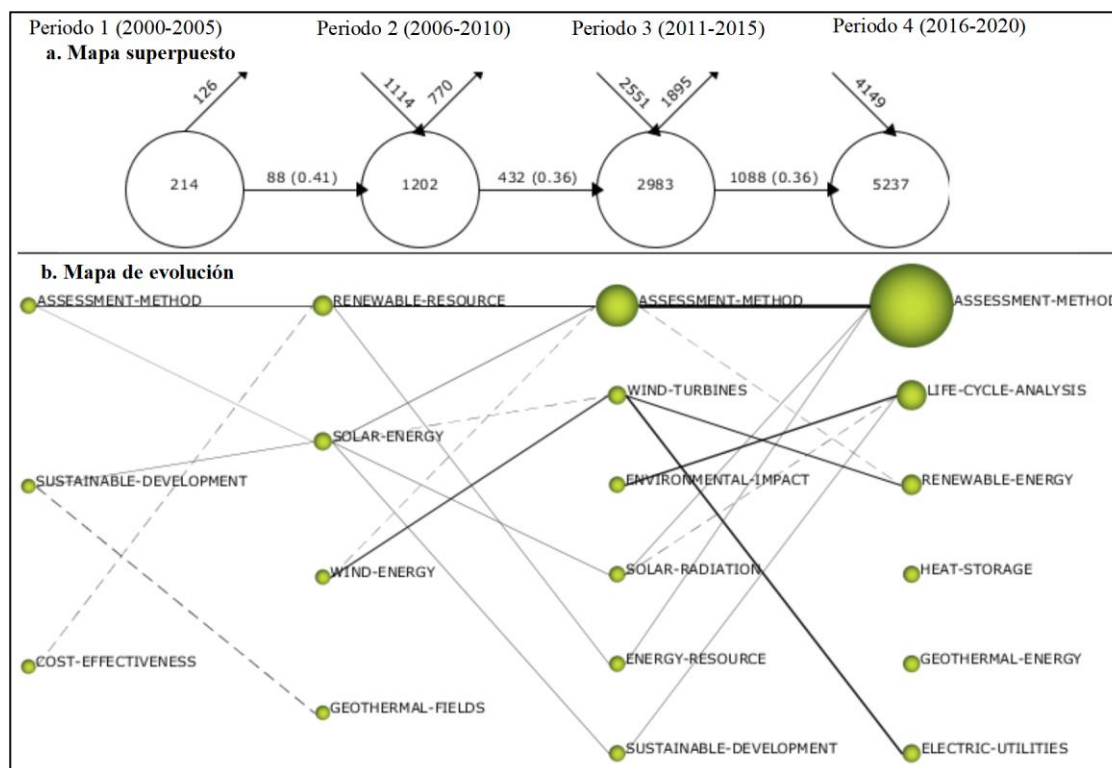 Periodo 1 (2000-2005) Periodo 2 (2006-2010) Periodo 3 (2011-2015) Periodo 4 (2016-2020)
a. Mapa superpuesto
126 1114 770 2551 1895 4149
214 88 (0.41) 1202 432 (0.36) 2983 1088 (0.36) 5237
b. Mapa de evolución
ASSESSMENT-METHOD RENEWABLE-RESOURCE ASSESSMENT-METHOD ASSESSMENT-METHOD
WIND-TURBINES LIFE-CYCLE-ANALYSIS
SOLAR-ENERGY
SUSTAINABLE-DEVELOPMENT ENVIRONMENTAL-IMPACT RENEWABLE-ENERGY
WIND-ENERGY SOLAR-RADIATION HEAT-STORAGE
COST-EFFECTIVENESS ENERGY-RESOURCE GEOTHERMAL-ENERGY
GEOTHERMAL-FIELDS
SUSTAINABLE-DEVELOPMENT ELECTRIC-UTILITIES